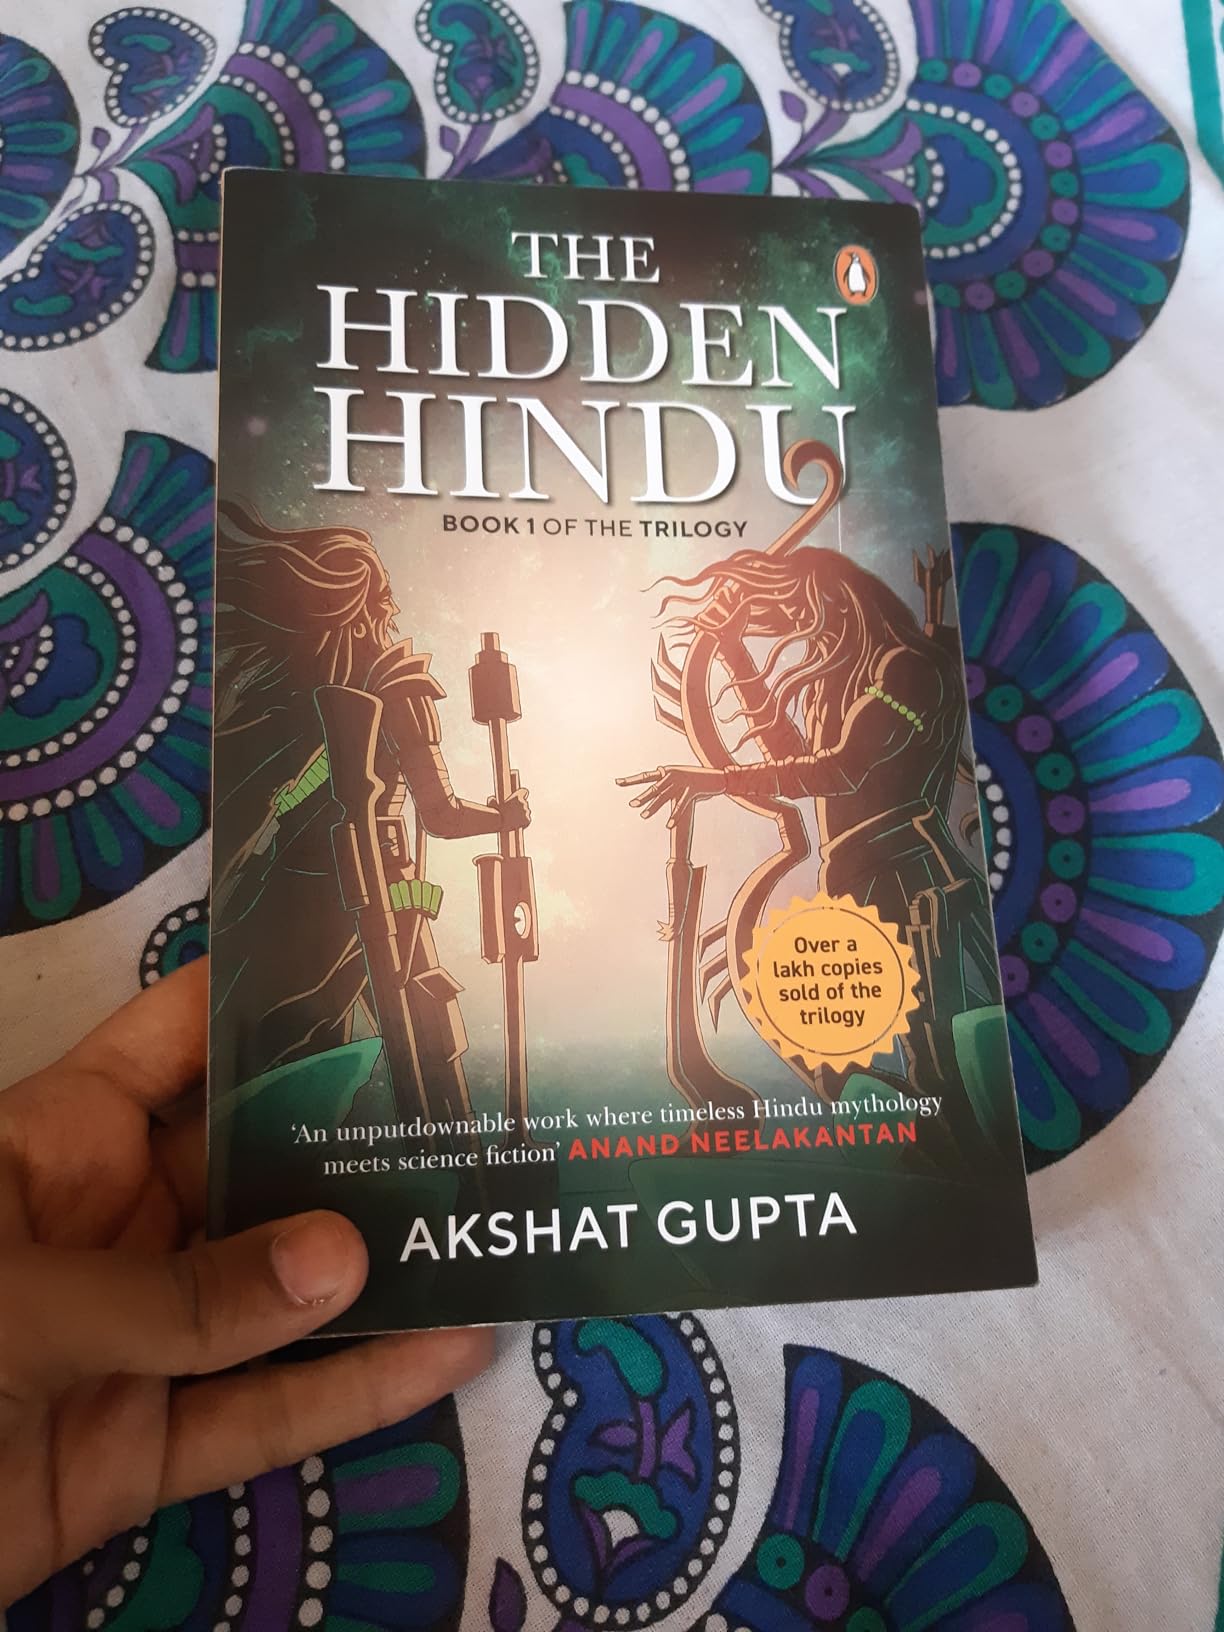 THE
HIDDEN
HINDU
BOOK 1 OF THE TRILOGY
Over a
lakh copies
sold of the
trilogy
‘An unputdownable work where timeless Hindu mythology
meets science fiction’ ANAND NEELAKANTAN
AKSHAT GUPTA